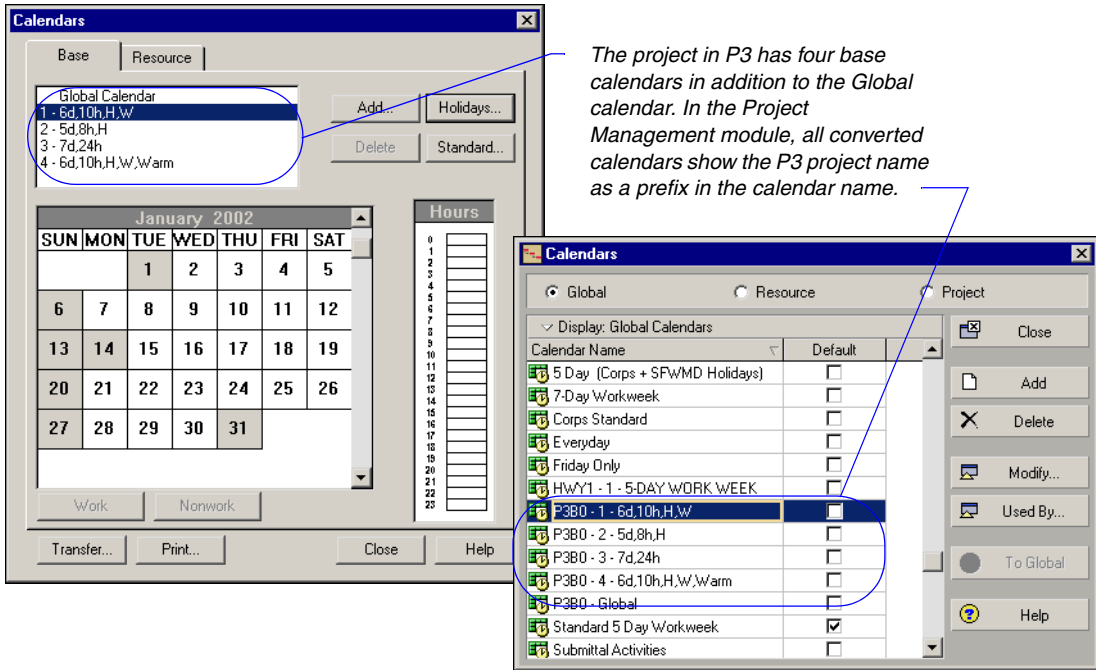 Calendars
Base
Resource
Global Calendar
1 - 6d,10h,H,W
2 - 5d,8h,H
3 - 7d,24h
4 - 6d,10h,H,W,Warm
Add...
Holidays...
Delete
Standard...
January 2002
SUN MON TUE WED THU FRI SAT
1 2 3 4 5
6 7 8 9 10 11 12
13 14 15 16 17 18 19
20 21 22 23 24 25 26
27 28 29 30 31
Work
Nonwork
Hours
0
1
2
3
4
5
6
7
8
9
10
11
12
13
14
15
16
17
18
19
20
21
22
23
Transfer...
Print...
Close
Help
The project in P3 has four base
calendars in addition to the Global
calendar. In the Project
Management module, all converted
calendars show the P3 project name
as a prefix in the calendar name.
Calendars
Global
Resource
Project
Display: Global Calendars
Calendar Name
Default
5 Day (Corps + SFWMD Holidays)
7-Day Workweek
Corps Standard
Everyday
Friday Only
HWY1 - 1 - 5-DAY WORK WEEK
P3B0 - 1 - 6d,10h,H,W
P3B0 - 2 - 5d,8h,H
P3B0 - 3 - 7d,24h
P3B0 - 4 - 6d,10h,H,W,Warm
P3B0 - Global
Standard 5 Day Workweek
Submittal Activities
Close
Add
Delete
Modify...
Used By...
To Global
Help